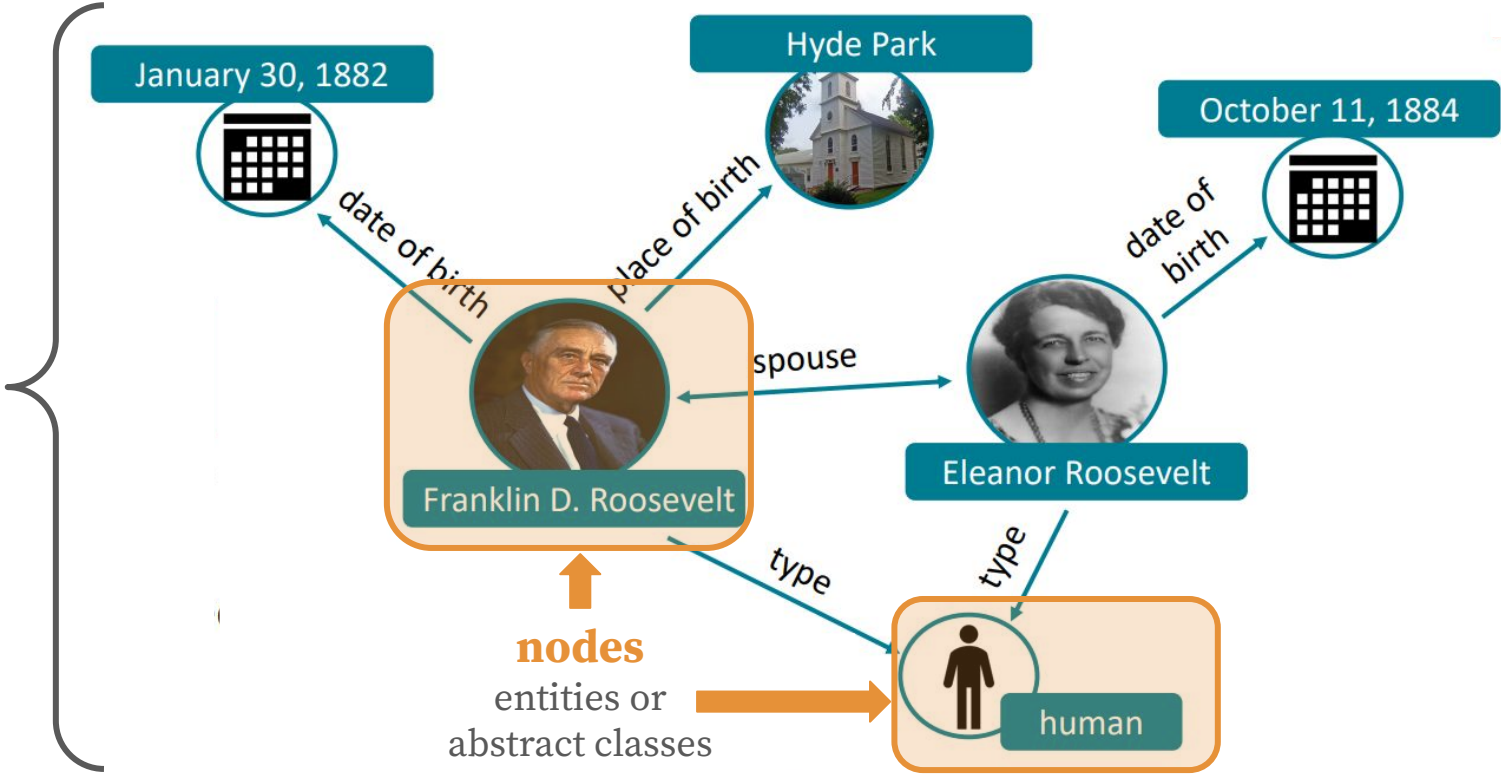 Hyde Park
January 30, 1882
October 11, 1884
date of birth
place of birth
date of
birth
spouse
Franklin D. Roosevelt
Eleanor Roosevelt
type
type
nodes
entities or
abstract classes
human